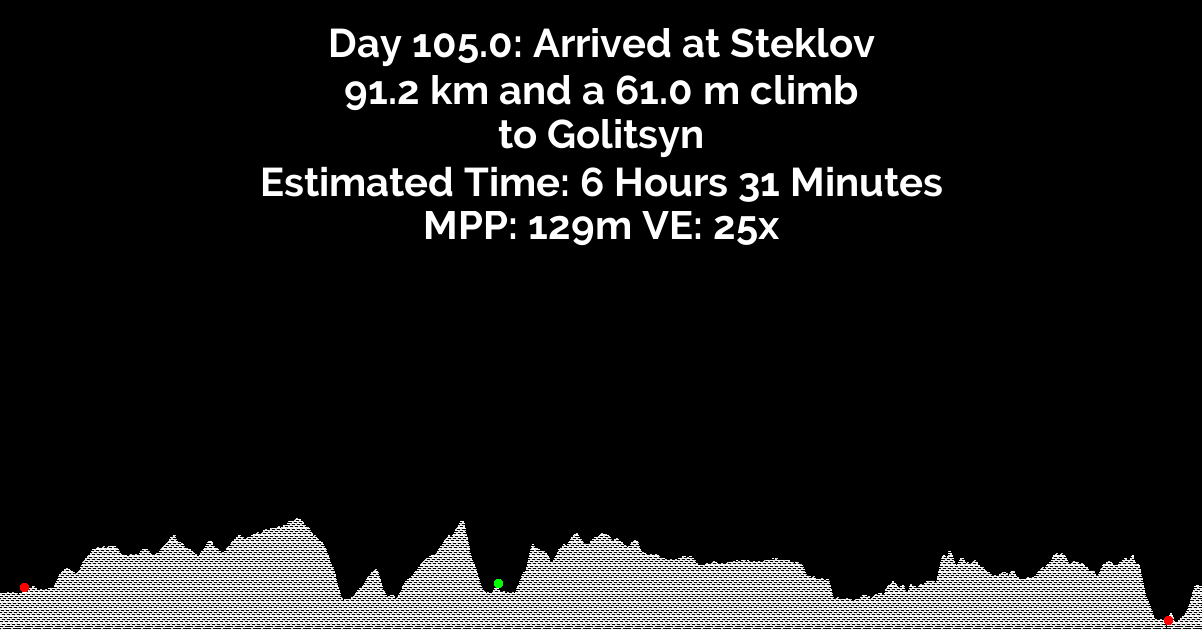 Day 105.0: Arrived at Steklov
91.2 km and a 61.0 m climb
to Golitsyn
Estimated Time: 6 Hours 31 Minutes
MPP: 129m VE: 25x